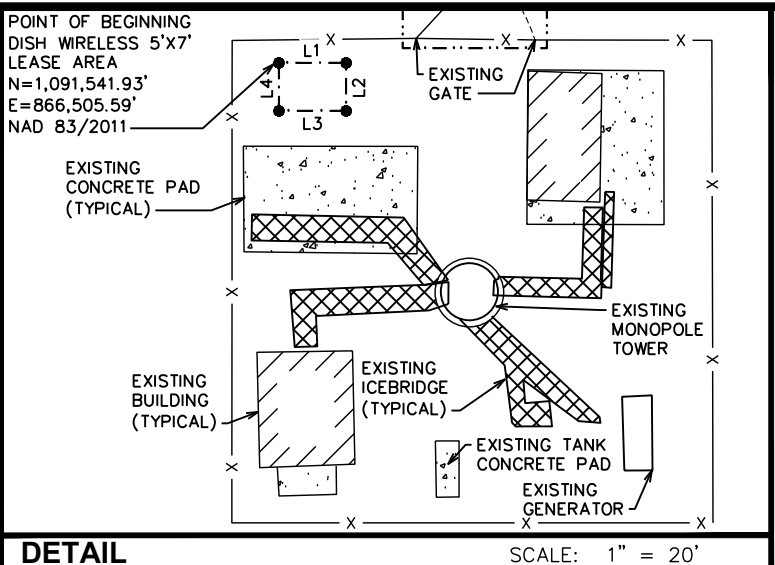 POINT OF BEGINNING
DISH WIRELESS 5'X7'
LEASE AREA
N=1,091,541.93'
E=866,505.59'
NAD 83/2011
L1
L2
L3
L4
X
X
X
X
X
X
X
X
X
X
X
EXISTING
GATE
EXISTING
CONCRETE PAD
(TYPICAL)
EXISTING
MONOPOLE
TOWER
EXISTING
BUILDING
(TYPICAL)
EXISTING
ICEBRIDGE
(TYPICAL)
EXISTING TANK
CONCRETE PAD
EXISTING
GENERATOR
DETAIL
SCALE: 1" = 20'